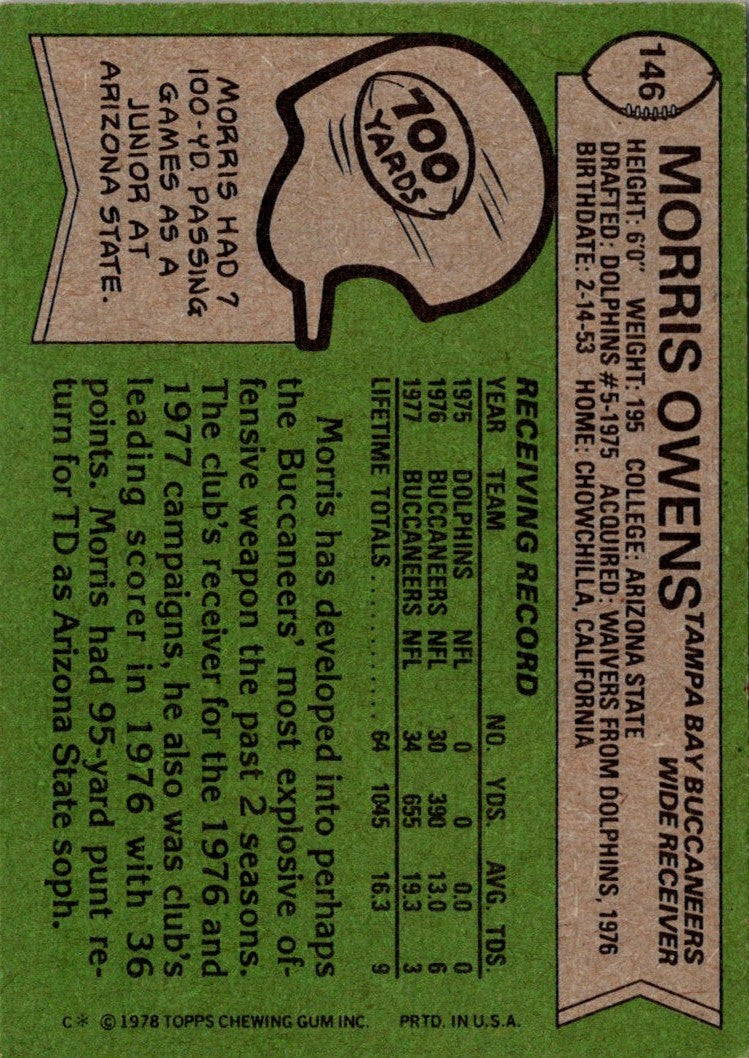 146
MORRIS OWENS
TAMPA BAY BUCCANEERS
WIDE RECEIVER
HEIGHT: 6'0" WEIGHT: 195 COLLEGE: ARIZONA STATE
DRAFTED: DOLPHINS #5-1975 ACQUIRED: WAIVERS FROM DOLPHINS, 1976
BIRTHDATE: 2-14-53 HOME: CHOWCHILLA, CALIFORNIA
700
YARDS
MORRIS HAD 7
100-YD. PASSING
GAMES AS A
JUNIOR AT
ARIZONA STATE.
RECEIVING RECORD
YEAR TEAM NO. YDS. AVG. TDS.
1975 DOLPHINS NFL 0 0 0.0 0
1976 BUCCANEERS NFL 30 390 13.0 6
1977 BUCCANEERS NFL 34 655 19.3 3
LIFETIME TOTALS .......... 64 1045 16.3 9
Morris has developed into perhaps
the Buccaneers' most explosive of-
fensive weapon the past 2 seasons.
The club's receiver for the 1976 and
1977 campaigns, he also was club's
leading scorer in 1976 with 36
points. Morris had 95-yard punt re-
turn for TD as Arizona State soph.
C* © 1978 TOPPS CHEWING GUM INC. PRTD. IN U.S.A.